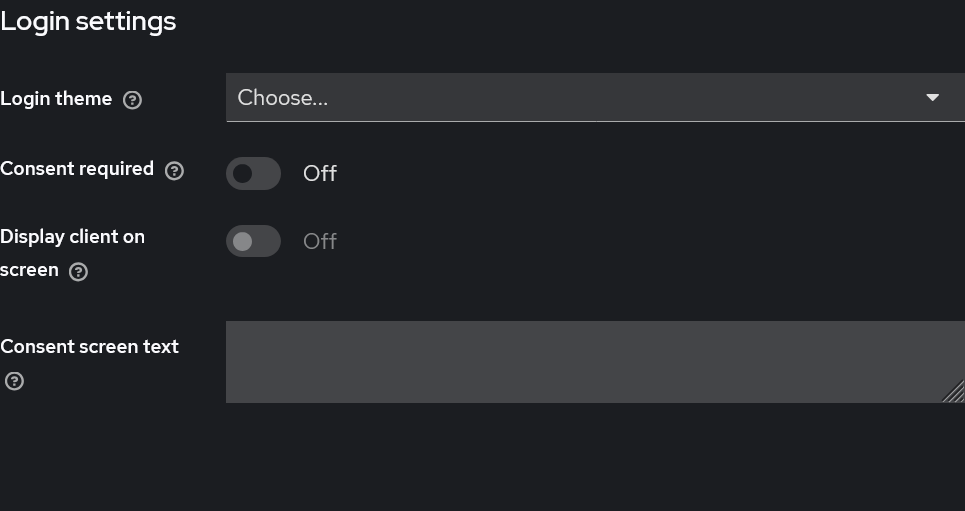 Login settings
Login theme ?
Choose...
Consent required ?
Off
Display client on
screen ?
Off
Consent screen text
?